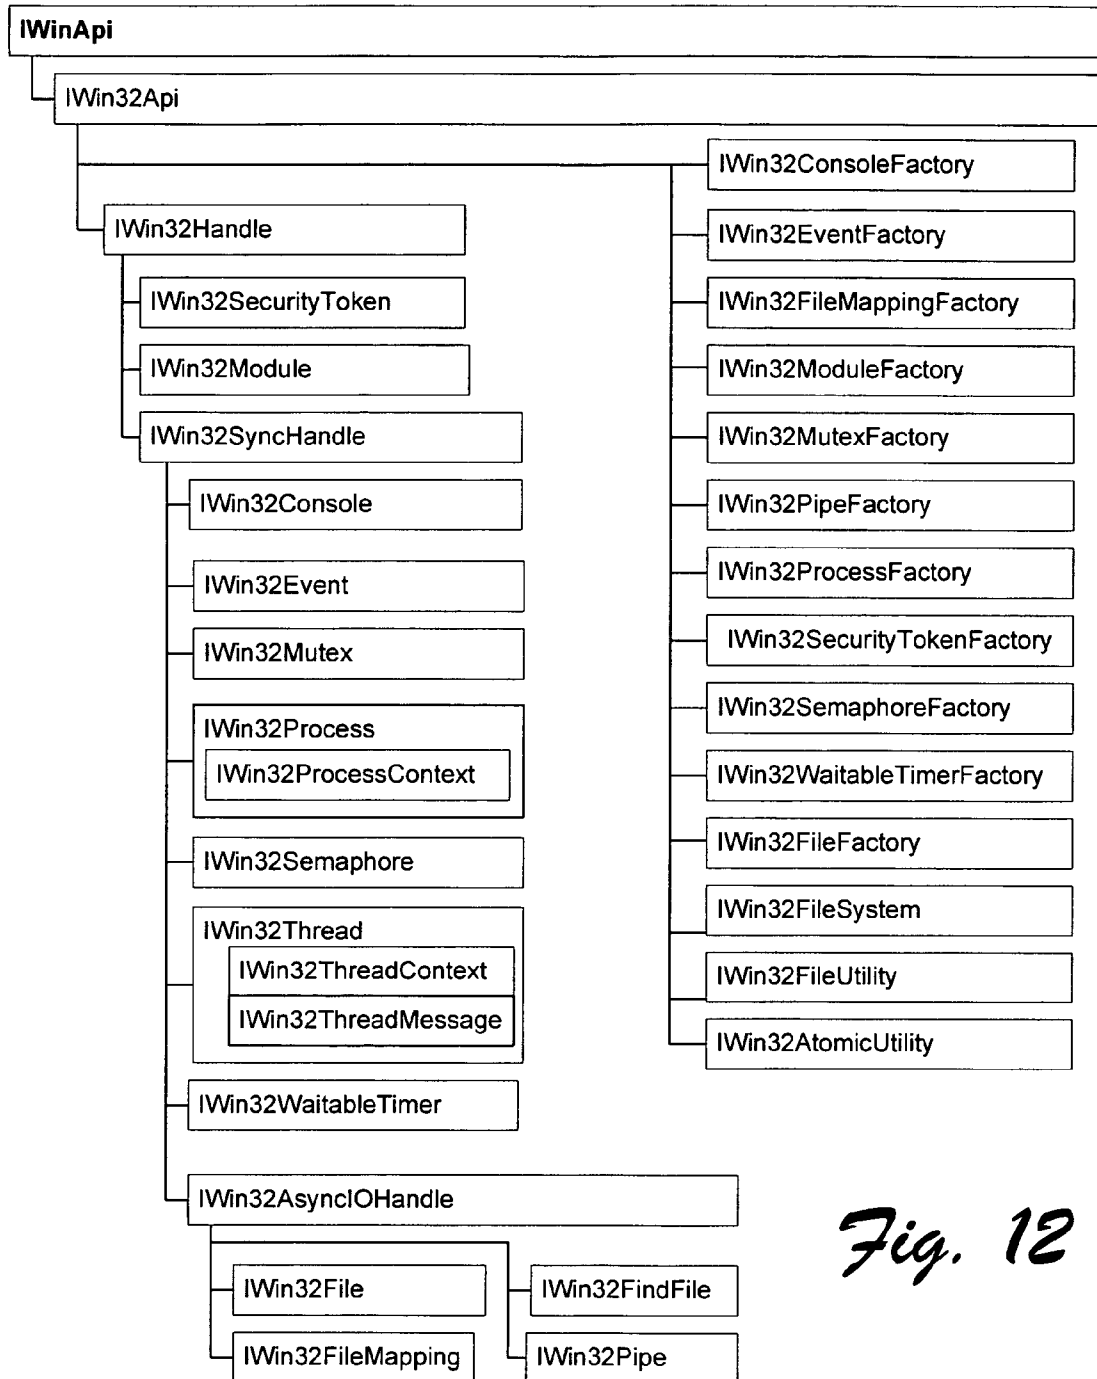 IWinApi
IWin32Api
IWin32Handle
IWin32SecurityToken
IWin32Module
IWin32SyncHandle
IWin32Console
IWin32Event
IWin32Mutex
IWin32Process
IWin32ProcessContext
IWin32Semaphore
IWin32Thread
IWin32ThreadContext
IWin32ThreadMessage
IWin32WaitableTimer
IWin32AsyncIOHandle
IWin32File
IWin32FileMapping
IWin32FindFile
IWin32Pipe
IWin32ConsoleFactory
IWin32EventFactory
IWin32FileMappingFactory
IWin32ModuleFactory
IWin32MutexFactory
IWin32PipeFactory
IWin32ProcessFactory
IWin32SecurityTokenFactory
IWin32SemaphoreFactory
IWin32WaitableTimerFactory
IWin32FileFactory
IWin32FileSystem
IWin32FileUtility
IWin32AtomicUtility
Fig. 12